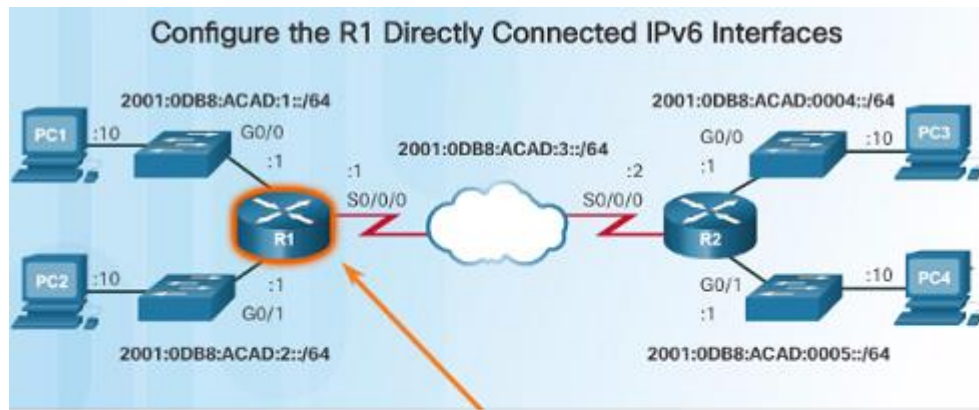 Configure the R1 Directly Connected IPv6 Interfaces
2001:0DB8:ACAD:1::/64
2001:0DB8:ACAD:0004::/64
PC1
:10
G0/0
:1
2001:0DB8:ACAD:3::/64
G0/0
:1
:10
PC3
:1
S0/0/0
:2
S0/0/0
R1
R2
PC2
:10
:1
G0/1
G0/1
:1
:10
PC4
2001:0DB8:ACAD:2::/64
2001:0DB8:ACAD:0005::/64